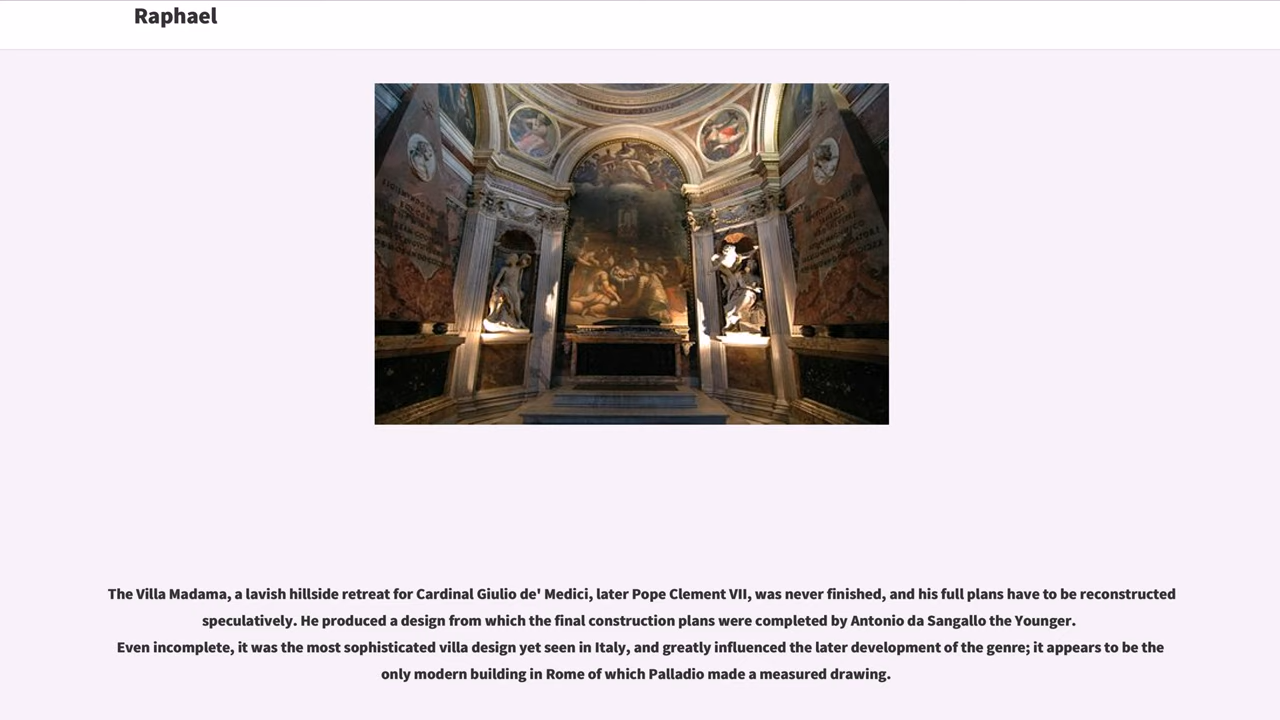 Raphael
The Villa Madama, a lavish hillside retreat for Cardinal Giulio de' Medici, later Pope Clement VII, was never finished, and his full plans have to be reconstructed
speculatively. He produced a design from which the final construction plans were completed by Antonio da Sangallo the Younger.
Even incomplete, it was the most sophisticated villa design yet seen in Italy, and greatly influenced the later development of the genre; it appears to be the
only modern building in Rome of which Palladio made a measured drawing.